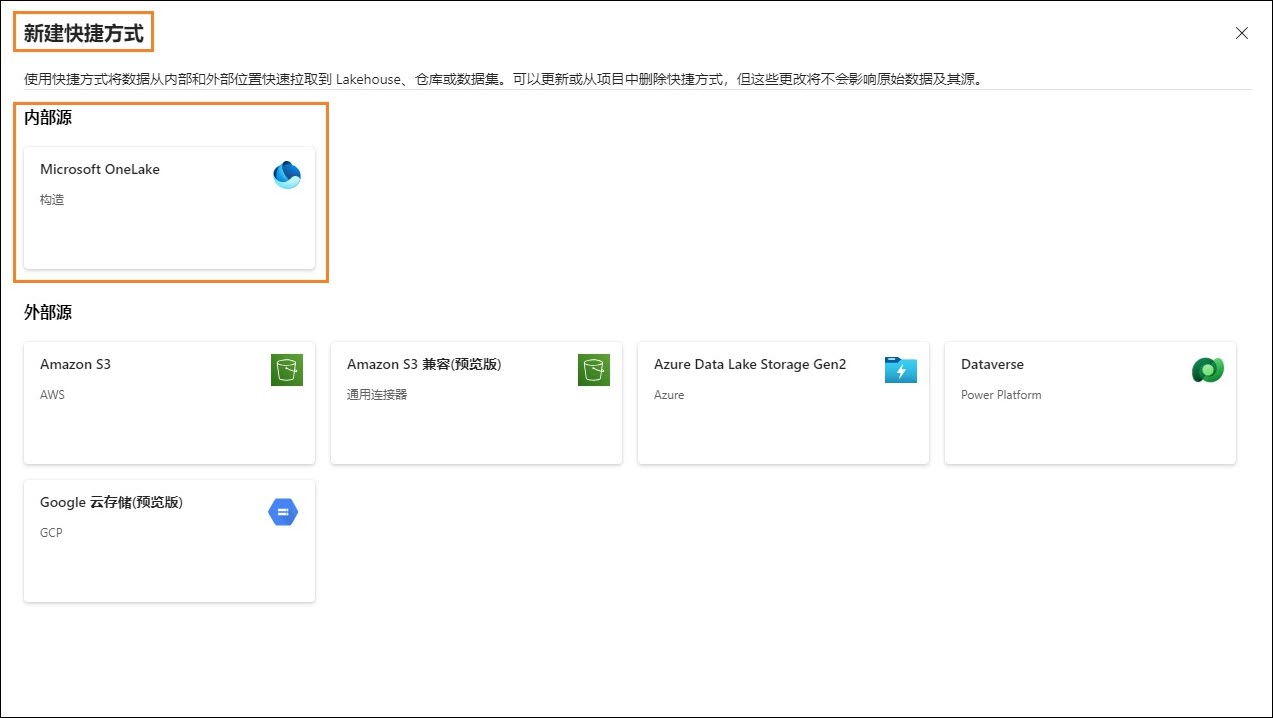 新建快捷方式
使用快捷方式将数据从内部和外部位置快速拉取到 Lakehouse、仓库或数据集。可以更新或从项目中删除快捷方式，但这些更改将不会影响原始数据及其源。
内部源
Microsoft OneLake
构造
外部源
Amazon S3
AWS
Amazon S3 兼容(预览版)
通用连接器
Azure Data Lake Storage Gen2
Azure
Dataverse
Power Platform
Google 云存储(预览版)
GCP